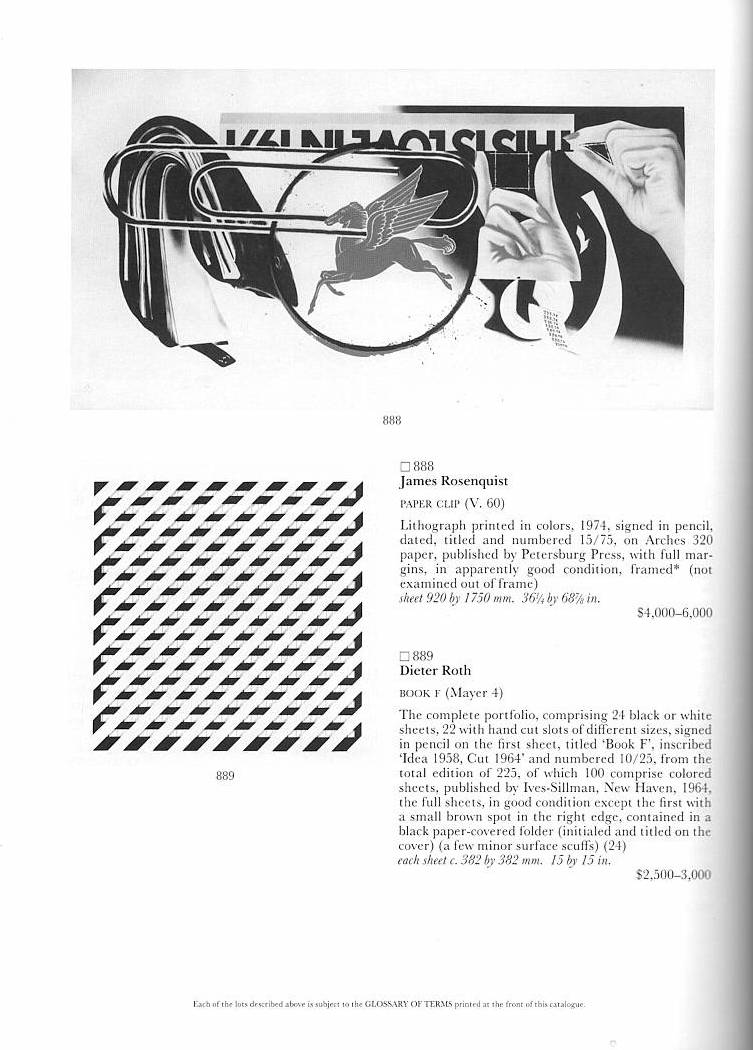 THIS IS LOVE IN 1971
888
□ 888
James Rosenquist
PAPER CLIP (V. 60)
Lithograph printed in colors, 1974, signed in pencil,
dated, titled and numbered 15/75, on Arches 320
paper, published by Petersburg Press, with full mar-
gins, in apparently good condition, framed* (not
examined out of frame)
sheet 920 by 1750 mm. 36¼ by 68⅞ in.
$4,000–6,000
□ 889
Dieter Roth
BOOK F (Mayer 4)
The complete portfolio, comprising 24 black or white
sheets, 22 with hand cut slots of different sizes, signed
in pencil on the first sheet, titled ‘Book F’, inscribed
‘Idea 1958, Cut 1964’ and numbered 10/25, from the
total edition of 225, of which 100 comprise colored
sheets, published by Ives-Sillman, New Haven, 1964,
the full sheets, in good condition except the first with
a small brown spot in the right edge, contained in a
black paper-covered folder (initialed and titled on the
cover) (a few minor surface scuffs) (24)
each sheet c. 382 by 382 mm. 15 by 15 in.
$2,500–3,000
889
Each of the lots described above is subject to the GLOSSARY OF TERMS printed at the front of this catalogue.